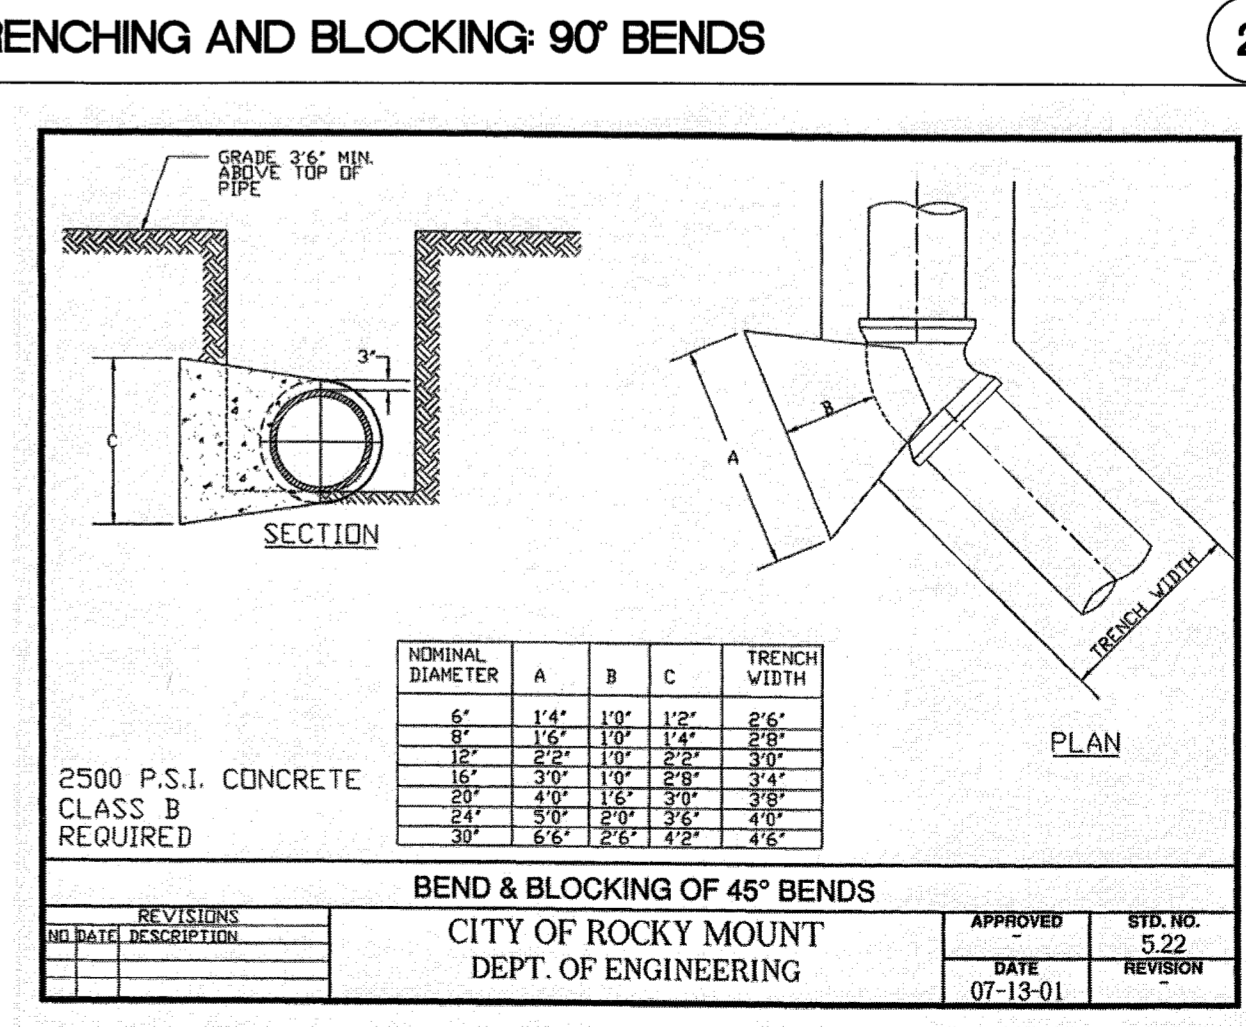 RENCHING AND BLOCKING: 90° BENDS
2
GRADE 3'6" MIN.
ABOVE TOP OF
PIPE
3"
C
SECTION
A
B
TRENCH WIDTH
PLAN
NOMINAL DIAMETER A B C TRENCH WIDTH
6" 1'4" 1'0" 1'2" 2'6"
8" 1'6" 1'0" 1'4" 2'8"
12" 2'2" 1'0" 2'2" 3'0"
16" 3'0" 1'0" 2'8" 3'4"
20" 4'0" 1'6" 3'0" 3'8"
24" 5'0" 2'0" 3'6" 4'0"
30" 6'6" 2'6" 4'2" 4'6"
2500 P.S.I. CONCRETE
CLASS B
REQUIRED
BEND & BLOCKING OF 45° BENDS
REVISIONS
NO DATE DESCRIPTION
CITY OF ROCKY MOUNT
DEPT. OF ENGINEERING
APPROVED
-
STD. NO.
5.22
DATE
07-13-01
REVISION
-